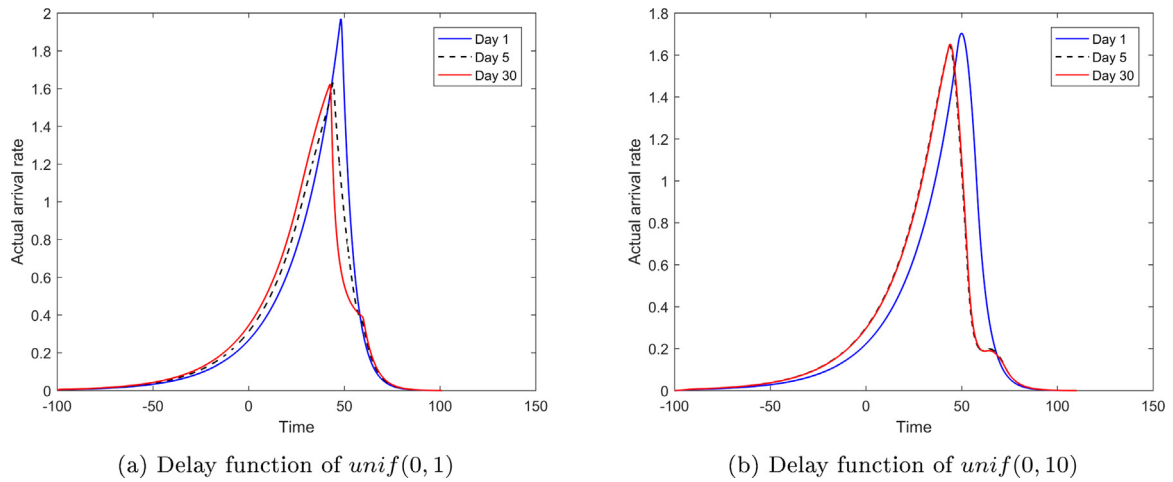 2
1.8
1.6
1.4
1.2
1
0.8
0.6
0.4
0.2
0
-100
-50
0
50
100
150
Actual arrival rate
Time
Day 1
Day 5
Day 30
(a) Delay function of unif(0, 1)
1.8
1.6
1.4
1.2
1
0.8
0.6
0.4
0.2
0
-100
-50
0
50
100
150
Actual arrival rate
Time
Day 1
Day 5
Day 30
(b) Delay function of unif(0, 10)